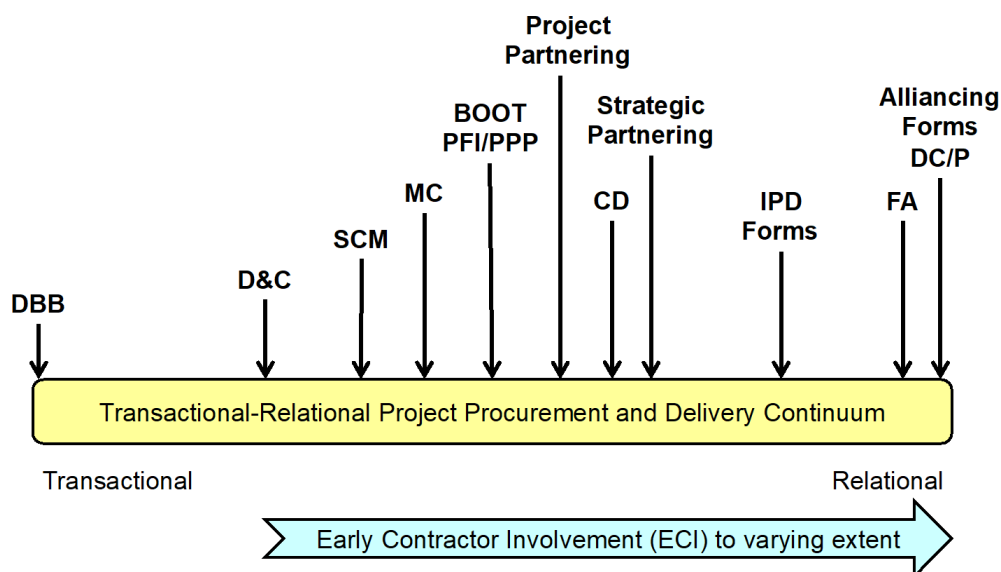 Project
Partnering
Alliancing
Forms
DC/P
BOOT
PFI/PPP
Strategic
Partnering
MC
CD
IPD
Forms
FA
SCM
D&C
DBB
Transactional-Relational Project Procurement and Delivery Continuum
Transactional
Relational
Early Contractor Involvement (ECI) to varying extent